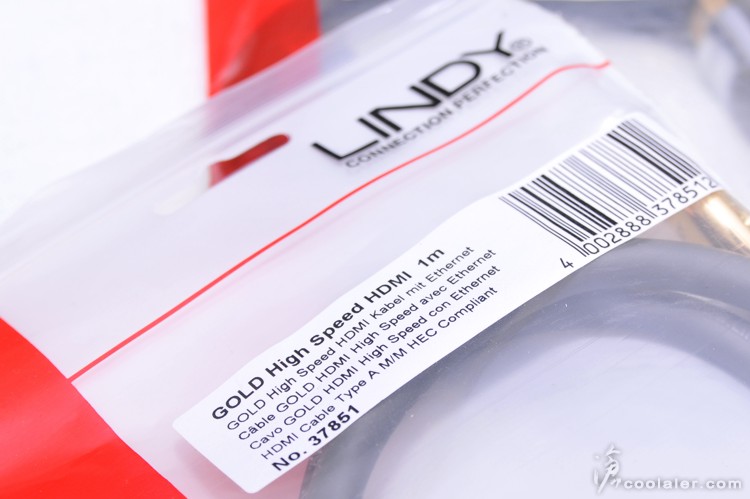 LINDY®
CONNECTION PERFECTION
GOLD High Speed HDMI 1m
GOLD High Speed HDMI Kabel mit Ethernet
Câble GOLD HDMI High Speed avec Ethernet
Cavo GOLD HDMI High Speed con Ethernet
HDMI Cable Type A M/M HEC Compliant
No. 37851
4 002888 378512
coolaler.com